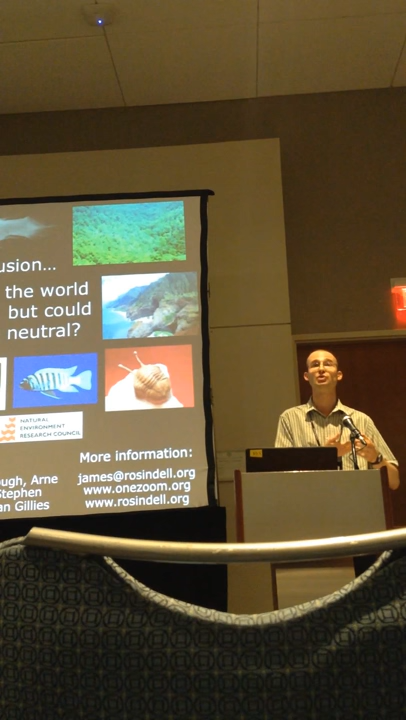 usion...
the world
but could
neutral?
NATURAL
ENVIRONMENT
RESEARCH COUNCIL
More information:
ough, Arne
Stephen
an Gillies
james@rosindell.org
www.onezoom.org
www.rosindell.org